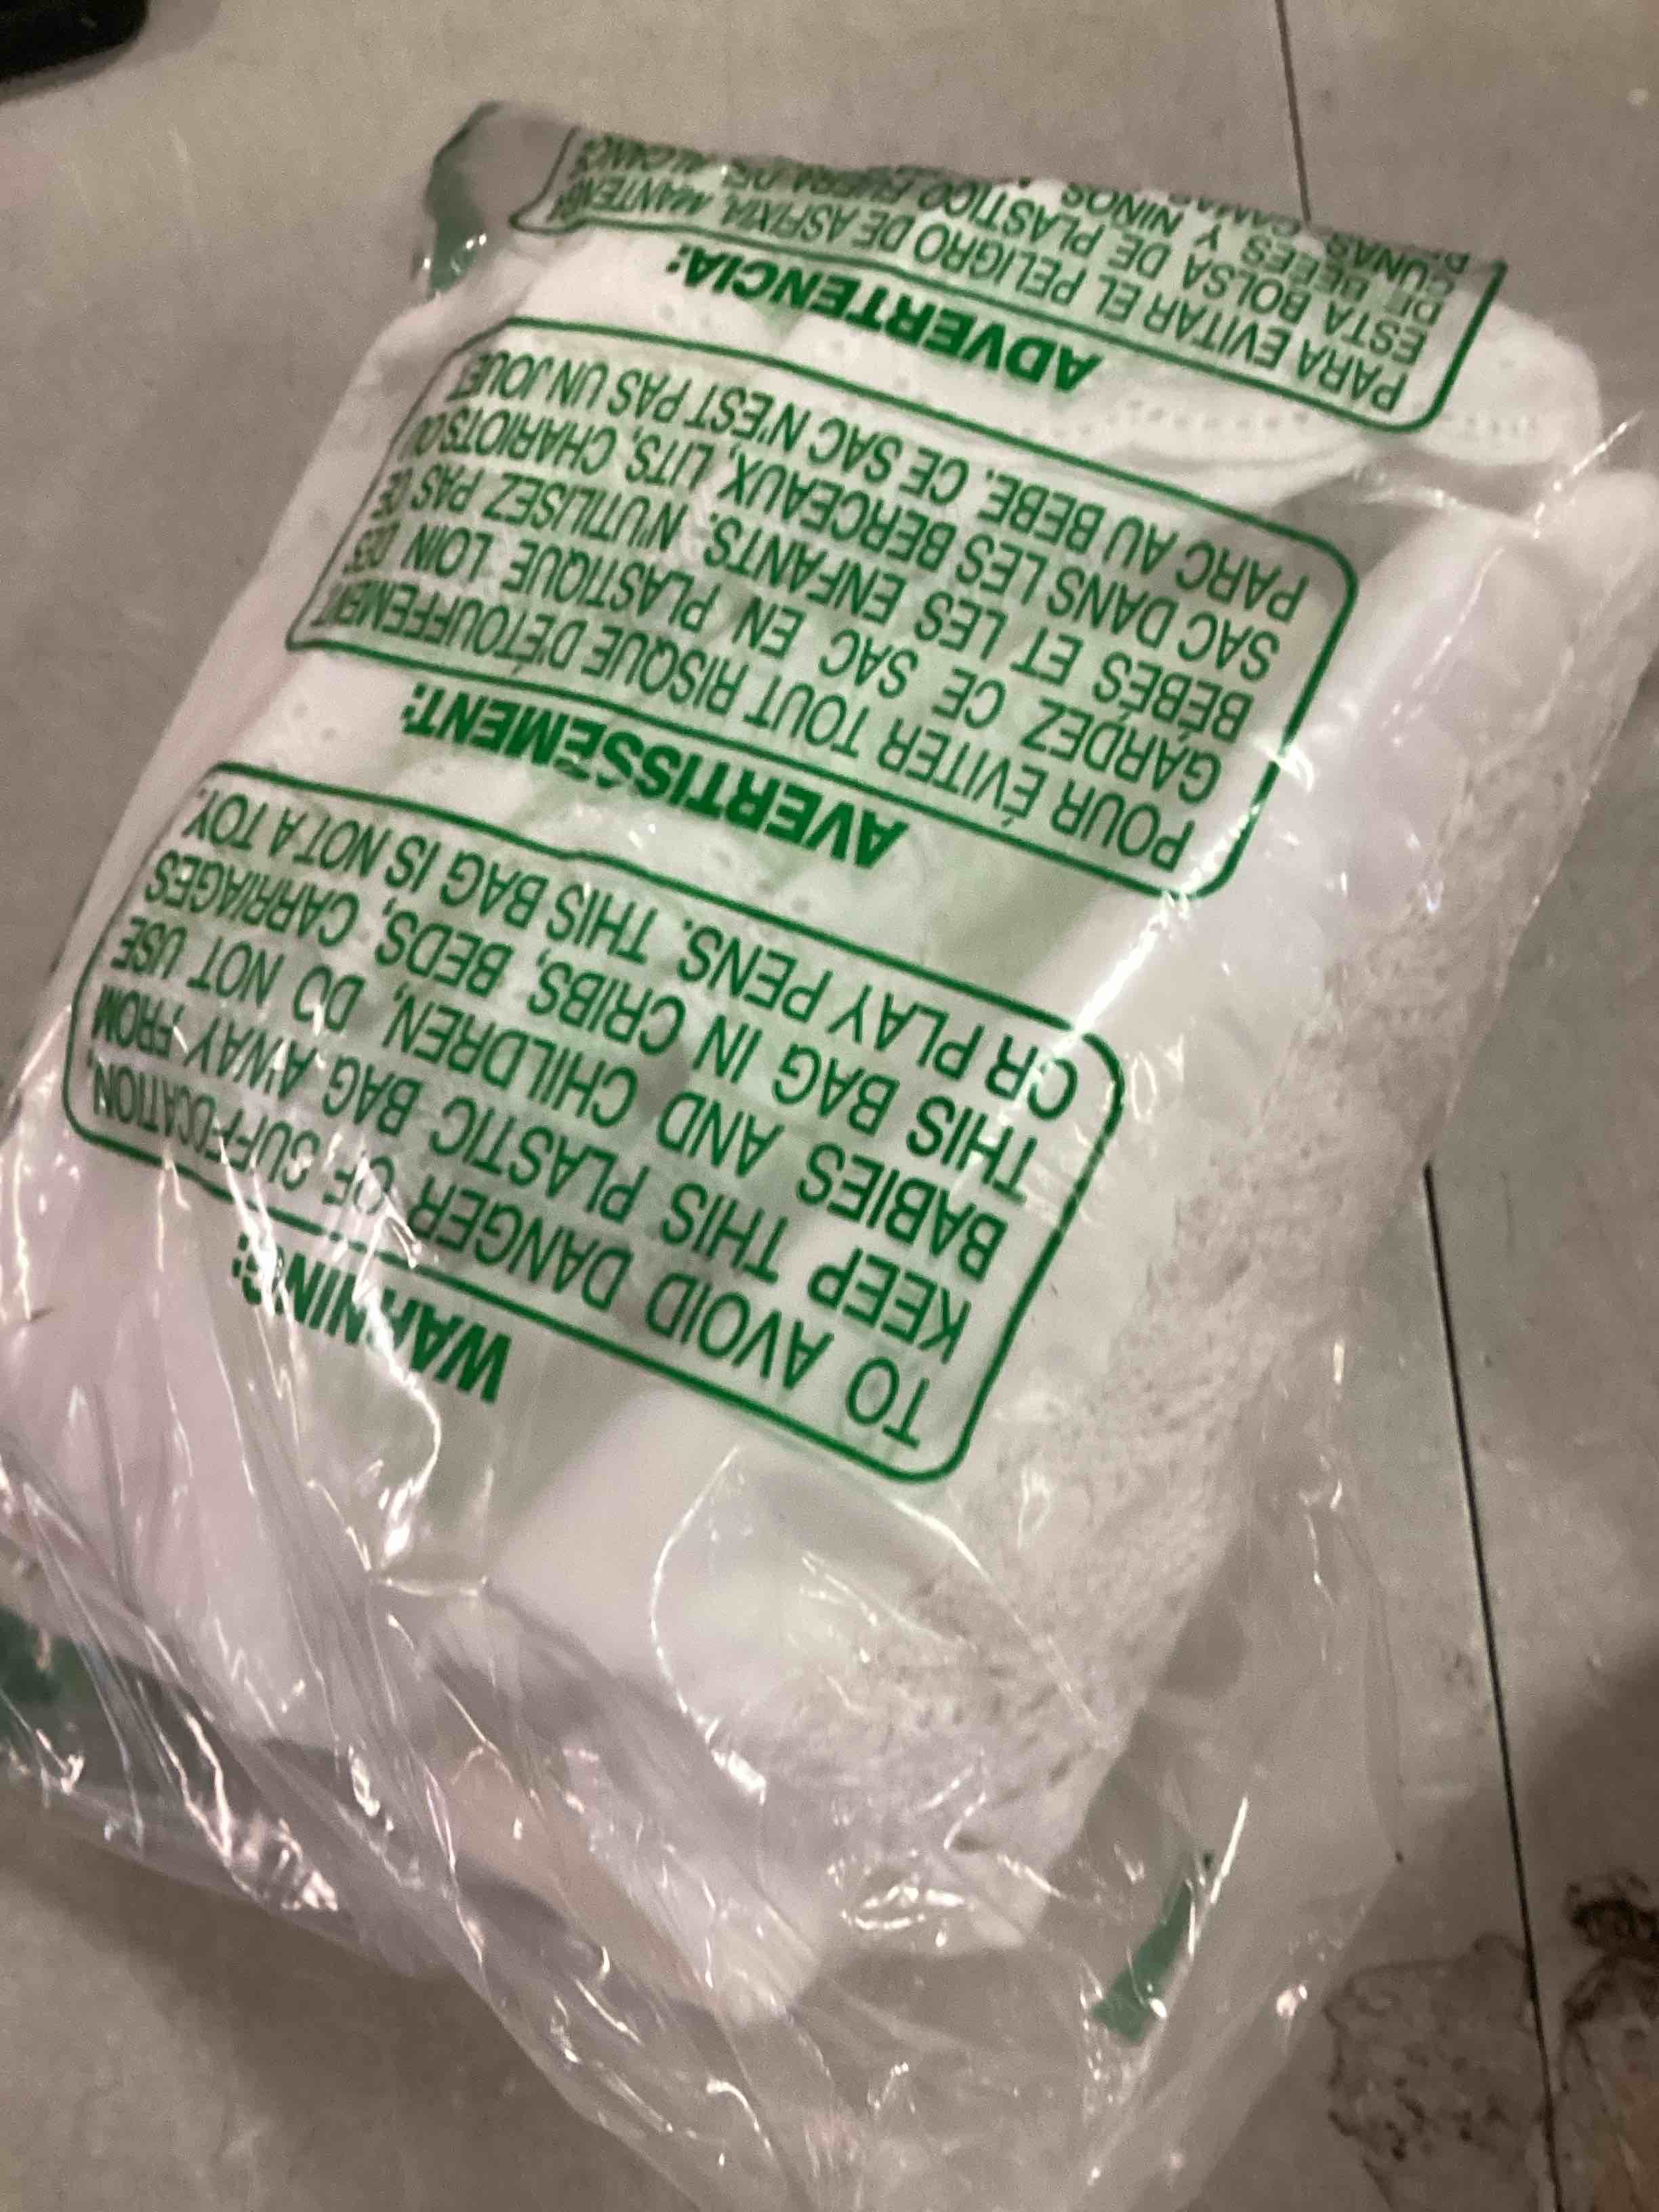 WARNING:
TO AVOID DANGER OF SUFFOCATION,
KEEP THIS PLASTIC BAG AWAY FROM
BABIES AND CHILDREN, DO NOT USE
THIS BAG IN CRIBS, BEDS, CARRIAGES
OR PLAY PENS. THIS BAG IS NOT A TOY.
AVERTISSEMENT:
POUR ÉVITER TOUT RISQUE D'ÉTOUFFEMENT,
GARDEZ CE SAC EN PLASTIQUE LOIN DES
BÉBÉS ET LES ENFANTS. N'UTILISEZ PAS CE
SAC DANS LES BERCEAUX, LITS, CHARIOTS OU
PARC AU BEBE. CE SAC N'EST PAS UN JOUET
ADVERTENCIA:
PARA EVITAR EL PELIGRO DE ASFIXIA, MANTENGA
ESTA BOLSA DE PLASTICO FUERA DEL
DE BEBES Y NINOS
CUNAS,